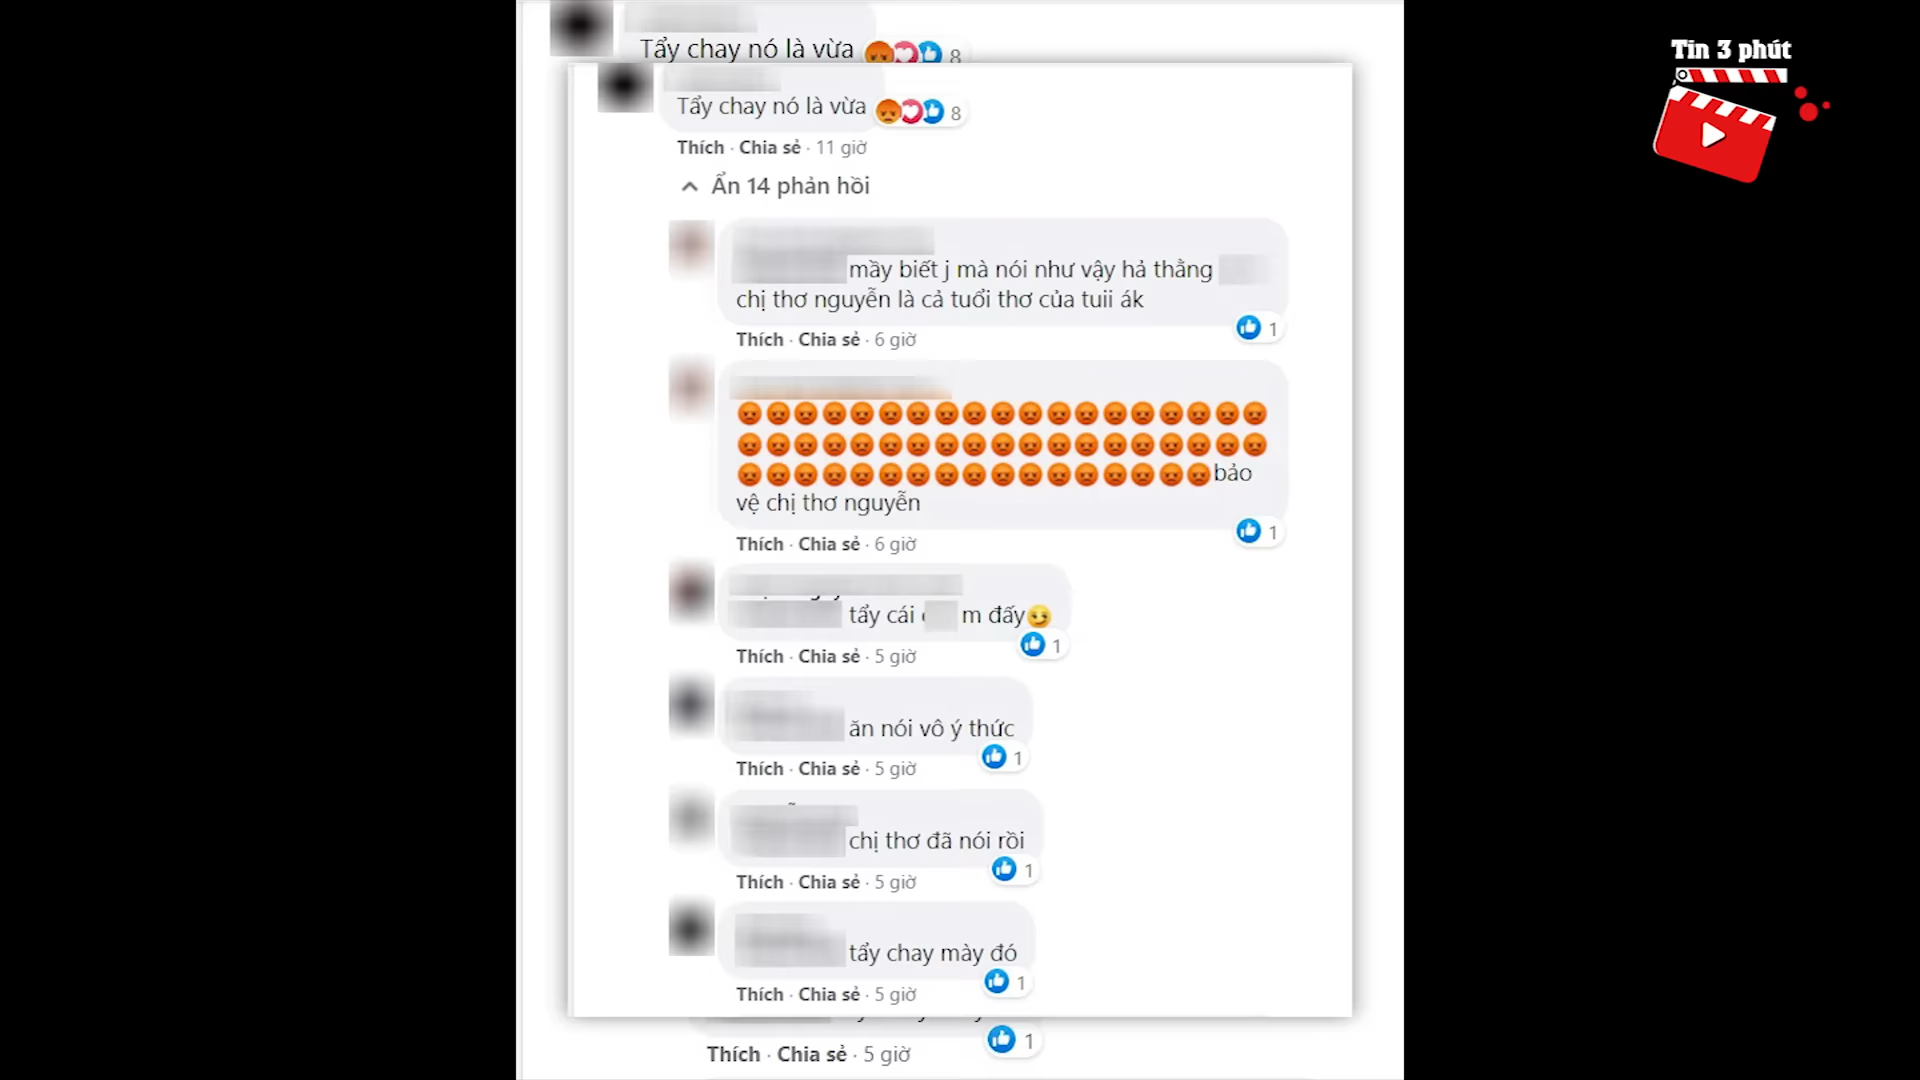 Tẩy chay nó là vừa 8
Tin 3 phút
Tẩy chay nó là vừa 8
Thích · Chia sẻ · 11 giờ
Ẩn 14 phản hồi
mầy biết j mà nói như vậy hả thằng
chị thơ nguyễn là cả tuổi thơ của tuii ák
1
Thích · Chia sẻ · 6 giờ
😡😡😡😡😡😡😡😡😡😡😡😡😡😡😡😡😡😡😡
😡😡😡😡😡😡😡😡😡😡😡😡😡😡😡😡😡😡😡
😡😡😡😡😡😡😡😡😡😡😡😡😡😡😡😡😡bảo
vệ chị thơ nguyễn
1
Thích · Chia sẻ · 6 giờ
tẩy cái m đấy😏
1
Thích · Chia sẻ · 5 giờ
ăn nói vô ý thức
1
Thích · Chia sẻ · 5 giờ
chị thơ đã nói rồi
1
Thích · Chia sẻ · 5 giờ
tẩy chay mày đó
1
Thích · Chia sẻ · 5 giờ
1
Thích · Chia sẻ · 5 giờ